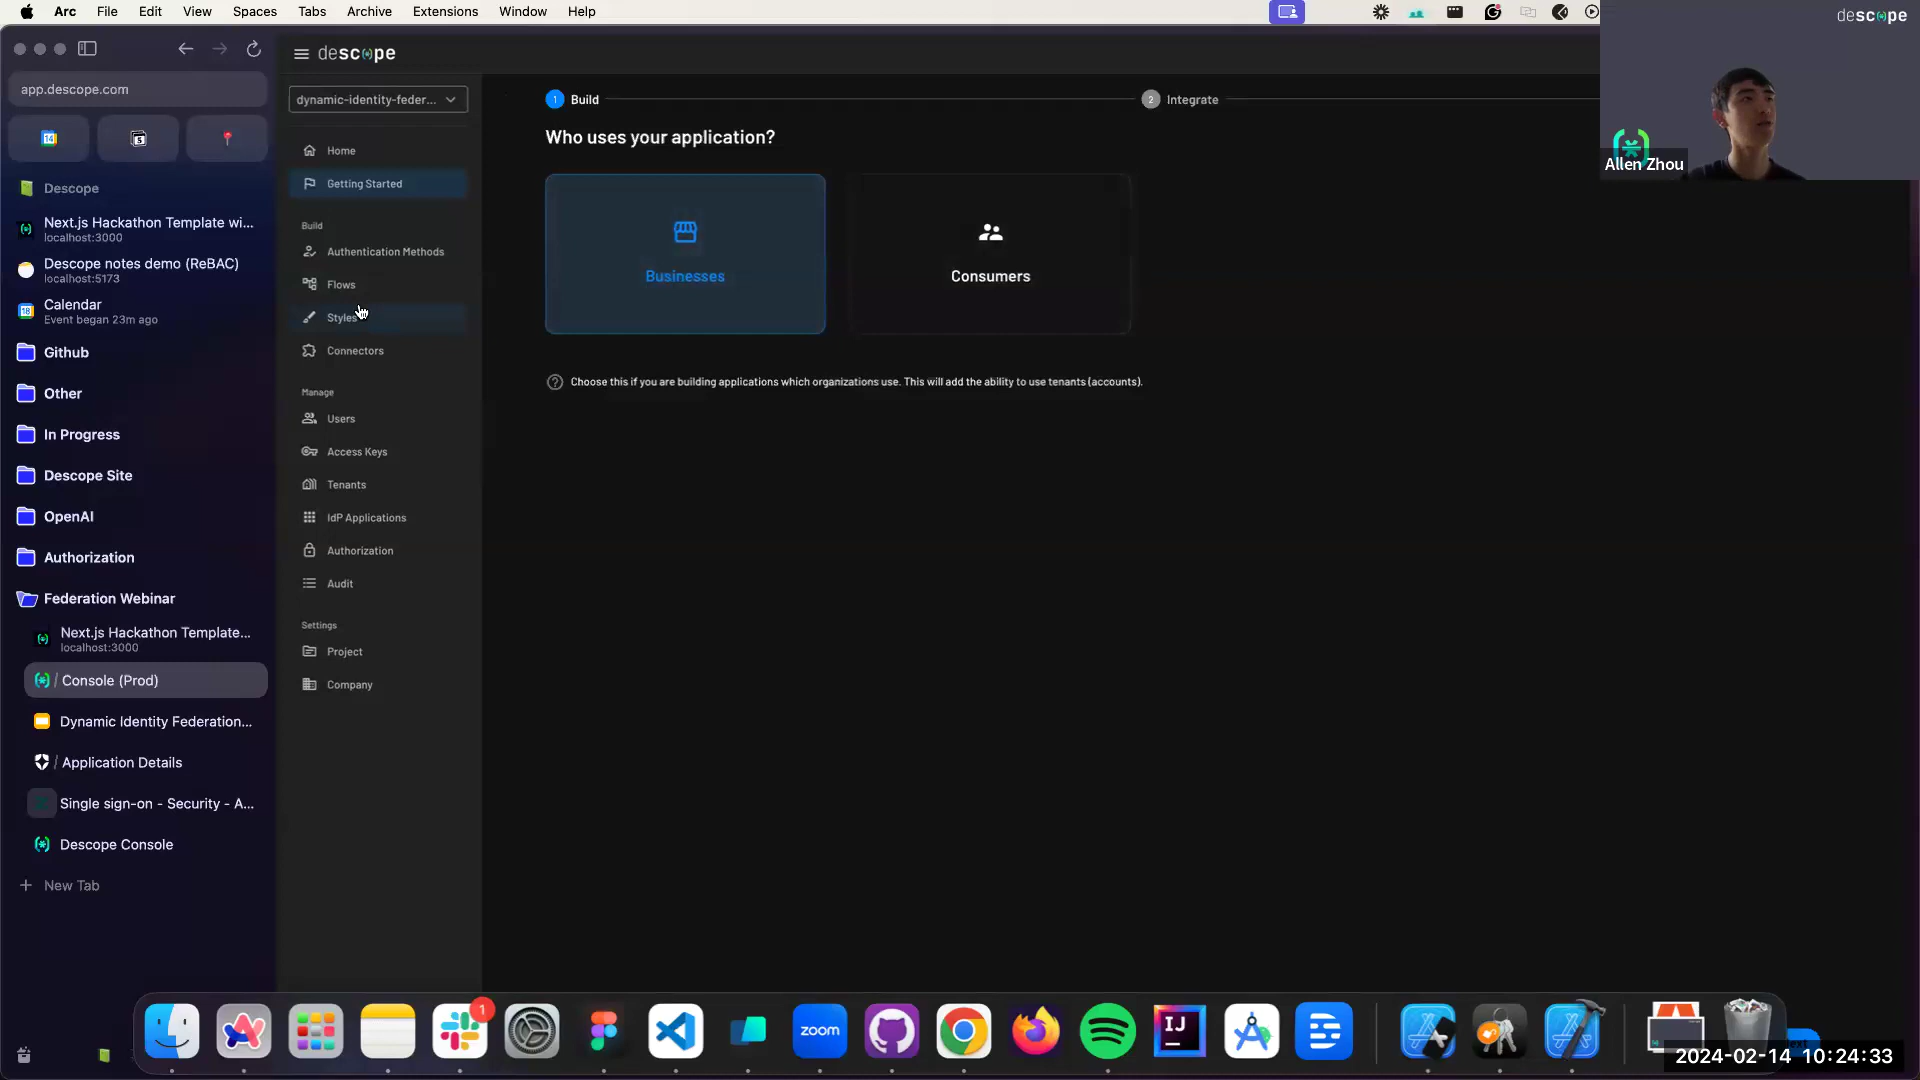 Arc File Edit View Spaces Tabs Archive Extensions Window Help
descope
Allen Zhou
app.descope.com
14
Descope
Next.js Hackathon Template wi...
localhost:3000
Descope notes demo (ReBAC)
localhost:5173
Calendar
Event began 23m ago
Github
Other
In Progress
Descope Site
OpenAI
Authorization
Federation Webinar
Next.js Hackathon Template...
localhost:3000
/ Console (Prod)
Dynamic Identity Federation...
/ Application Details
Single sign-on - Security - A...
Descope Console
+ New Tab
descope
dynamic-identity-feder...
Home
Getting Started
Build
Authentication Methods
Flows
Styles
Connectors
Manage
Users
Access Keys
Tenants
IdP Applications
Authorization
Audit
Settings
Project
Company
1 Build
2 Integrate
Who uses your application?
Businesses
Consumers
? Choose this if you are building applications which organizations use. This will add the ability to use tenants (accounts).
1
zoom
IJ
2024-02-14 10:24:33